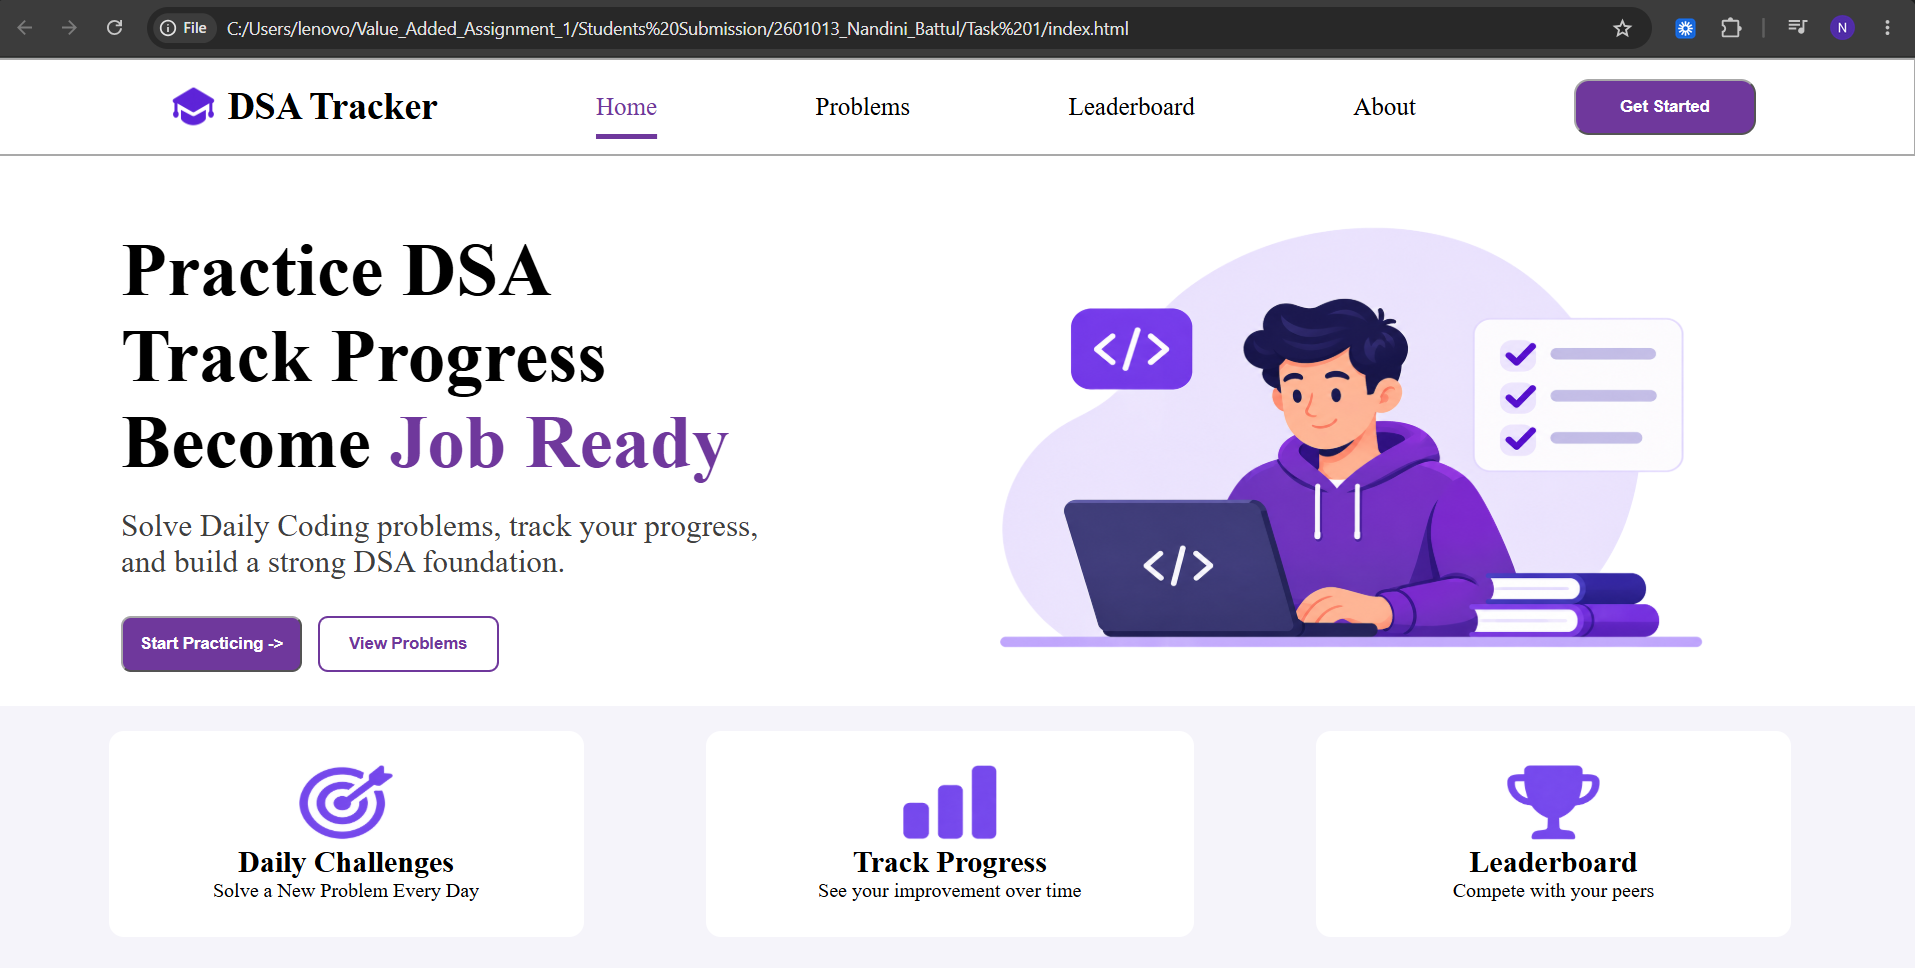 File C:/Users/lenovo/Value_Added_Assignment_1/Students%20Submission/2601013_Nandini_Battul/Task%201/index.html
N
DSA Tracker
Home
Problems
Leaderboard
About
Get Started
Practice DSA
Track Progress
Become Job Ready
Solve Daily Coding problems, track your progress,
and build a strong DSA foundation.
Start Practicing ->
View Problems
</>
</>
Daily Challenges
Solve a New Problem Every Day
Track Progress
See your improvement over time
Leaderboard
Compete with your peers